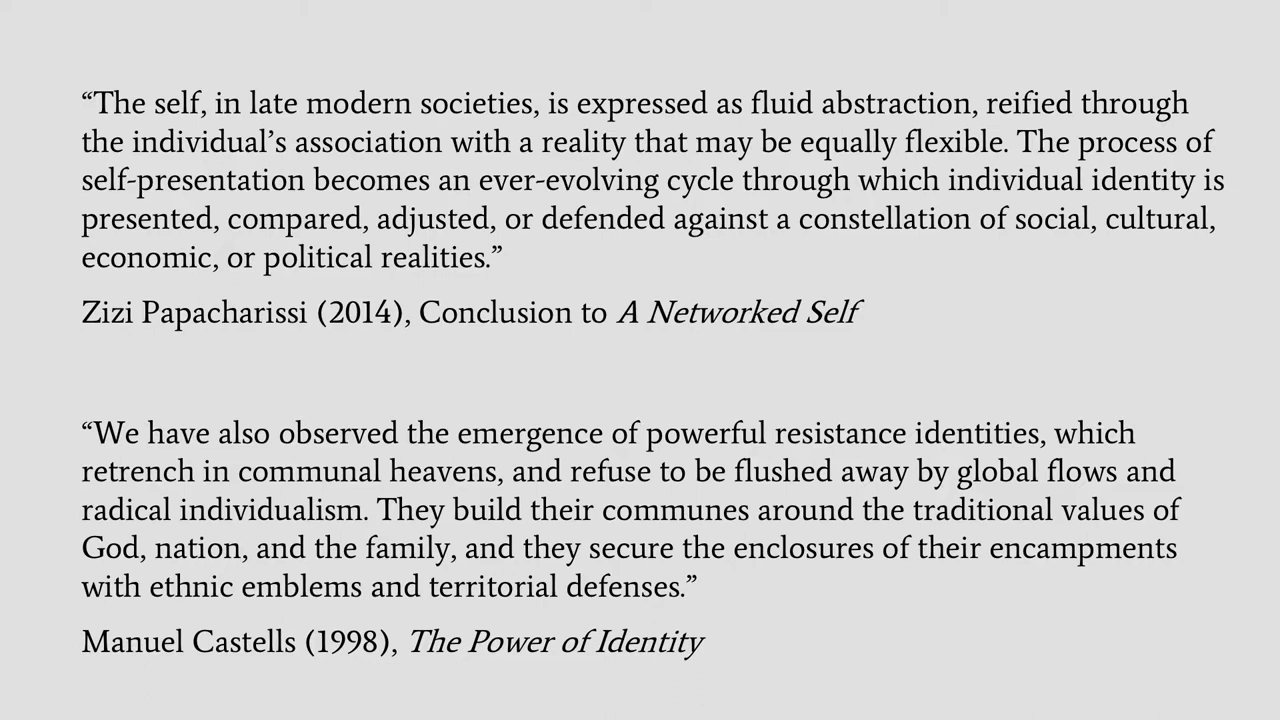 “The self, in late modern societies, is expressed as fluid abstraction, reified through
the individual’s association with a reality that may be equally flexible. The process of
self-presentation becomes an ever-evolving cycle through which individual identity is
presented, compared, adjusted, or defended against a constellation of social, cultural,
economic, or political realities.”
Zizi Papacharissi (2014), Conclusion to A Networked Self
“We have also observed the emergence of powerful resistance identities, which
retrench in communal heavens, and refuse to be flushed away by global flows and
radical individualism. They build their communes around the traditional values of
God, nation, and the family, and they secure the enclosures of their encampments
with ethnic emblems and territorial defenses.”
Manuel Castells (1998), The Power of Identity